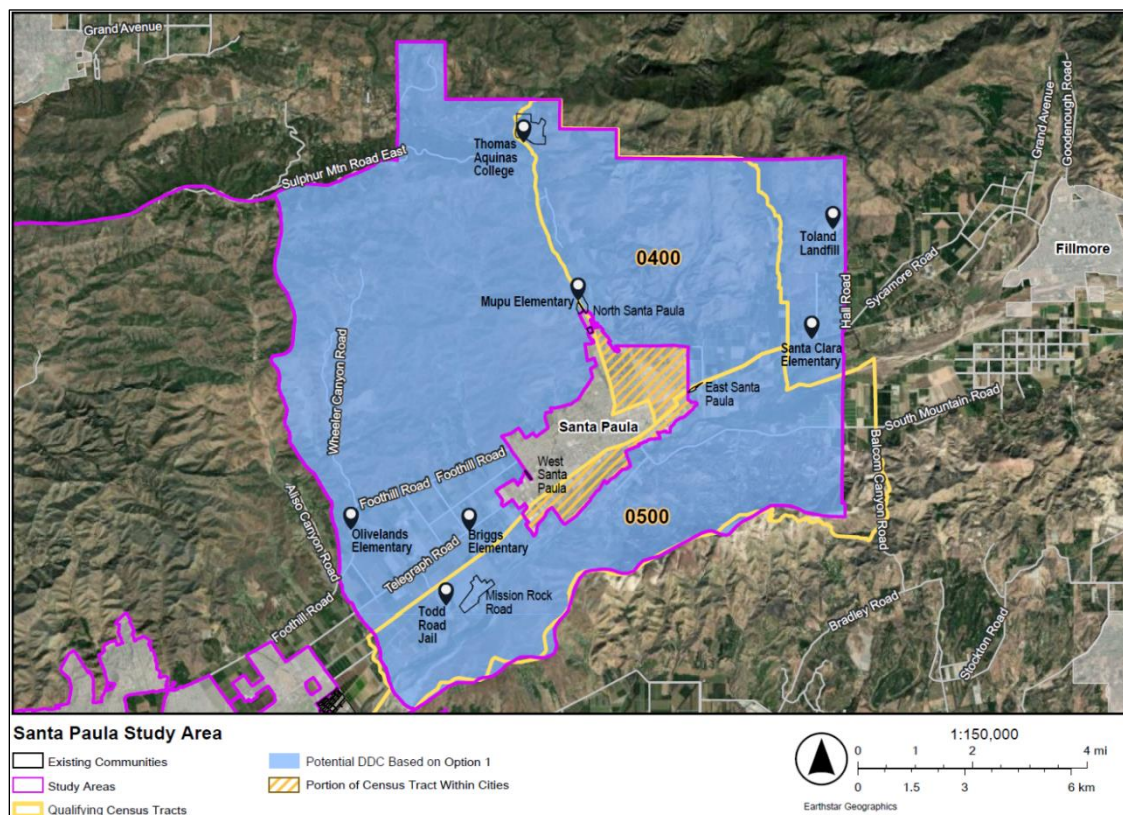 Grand Avenue
Grand Avenue
Goodenough Road
Thomas
Aquinas
College
Sulphur Mtn Road East
Toland
Landfill
Fillmore
0400
Sycamore Road
Hall Road
Mupu Elementary
North Santa Paula
Santa Clara
Elementary
Wheeler Canyon Road
East Santa
Paula
South Mountain Road
Santa Paula
Balcom Canyon Road
Foothill Road
Foothill Road
West
Santa
Paula
Aliso Canyon Road
0500
Olivelands
Elementary
Briggs
Elementary
Telegraph Road
Todd
Road
Jail
Mission Rock
Road
Foothill Road
Bradley Road
Stockton Road
Santa Paula Study Area
Existing Communities
Study Areas
Qualifying Census Tracts
Potential DDC Based on Option 1
Portion of Census Tract Within Cities
1:150,000
0 1 2 4 mi
0 1.5 3 6 km
Earthstar Geographics